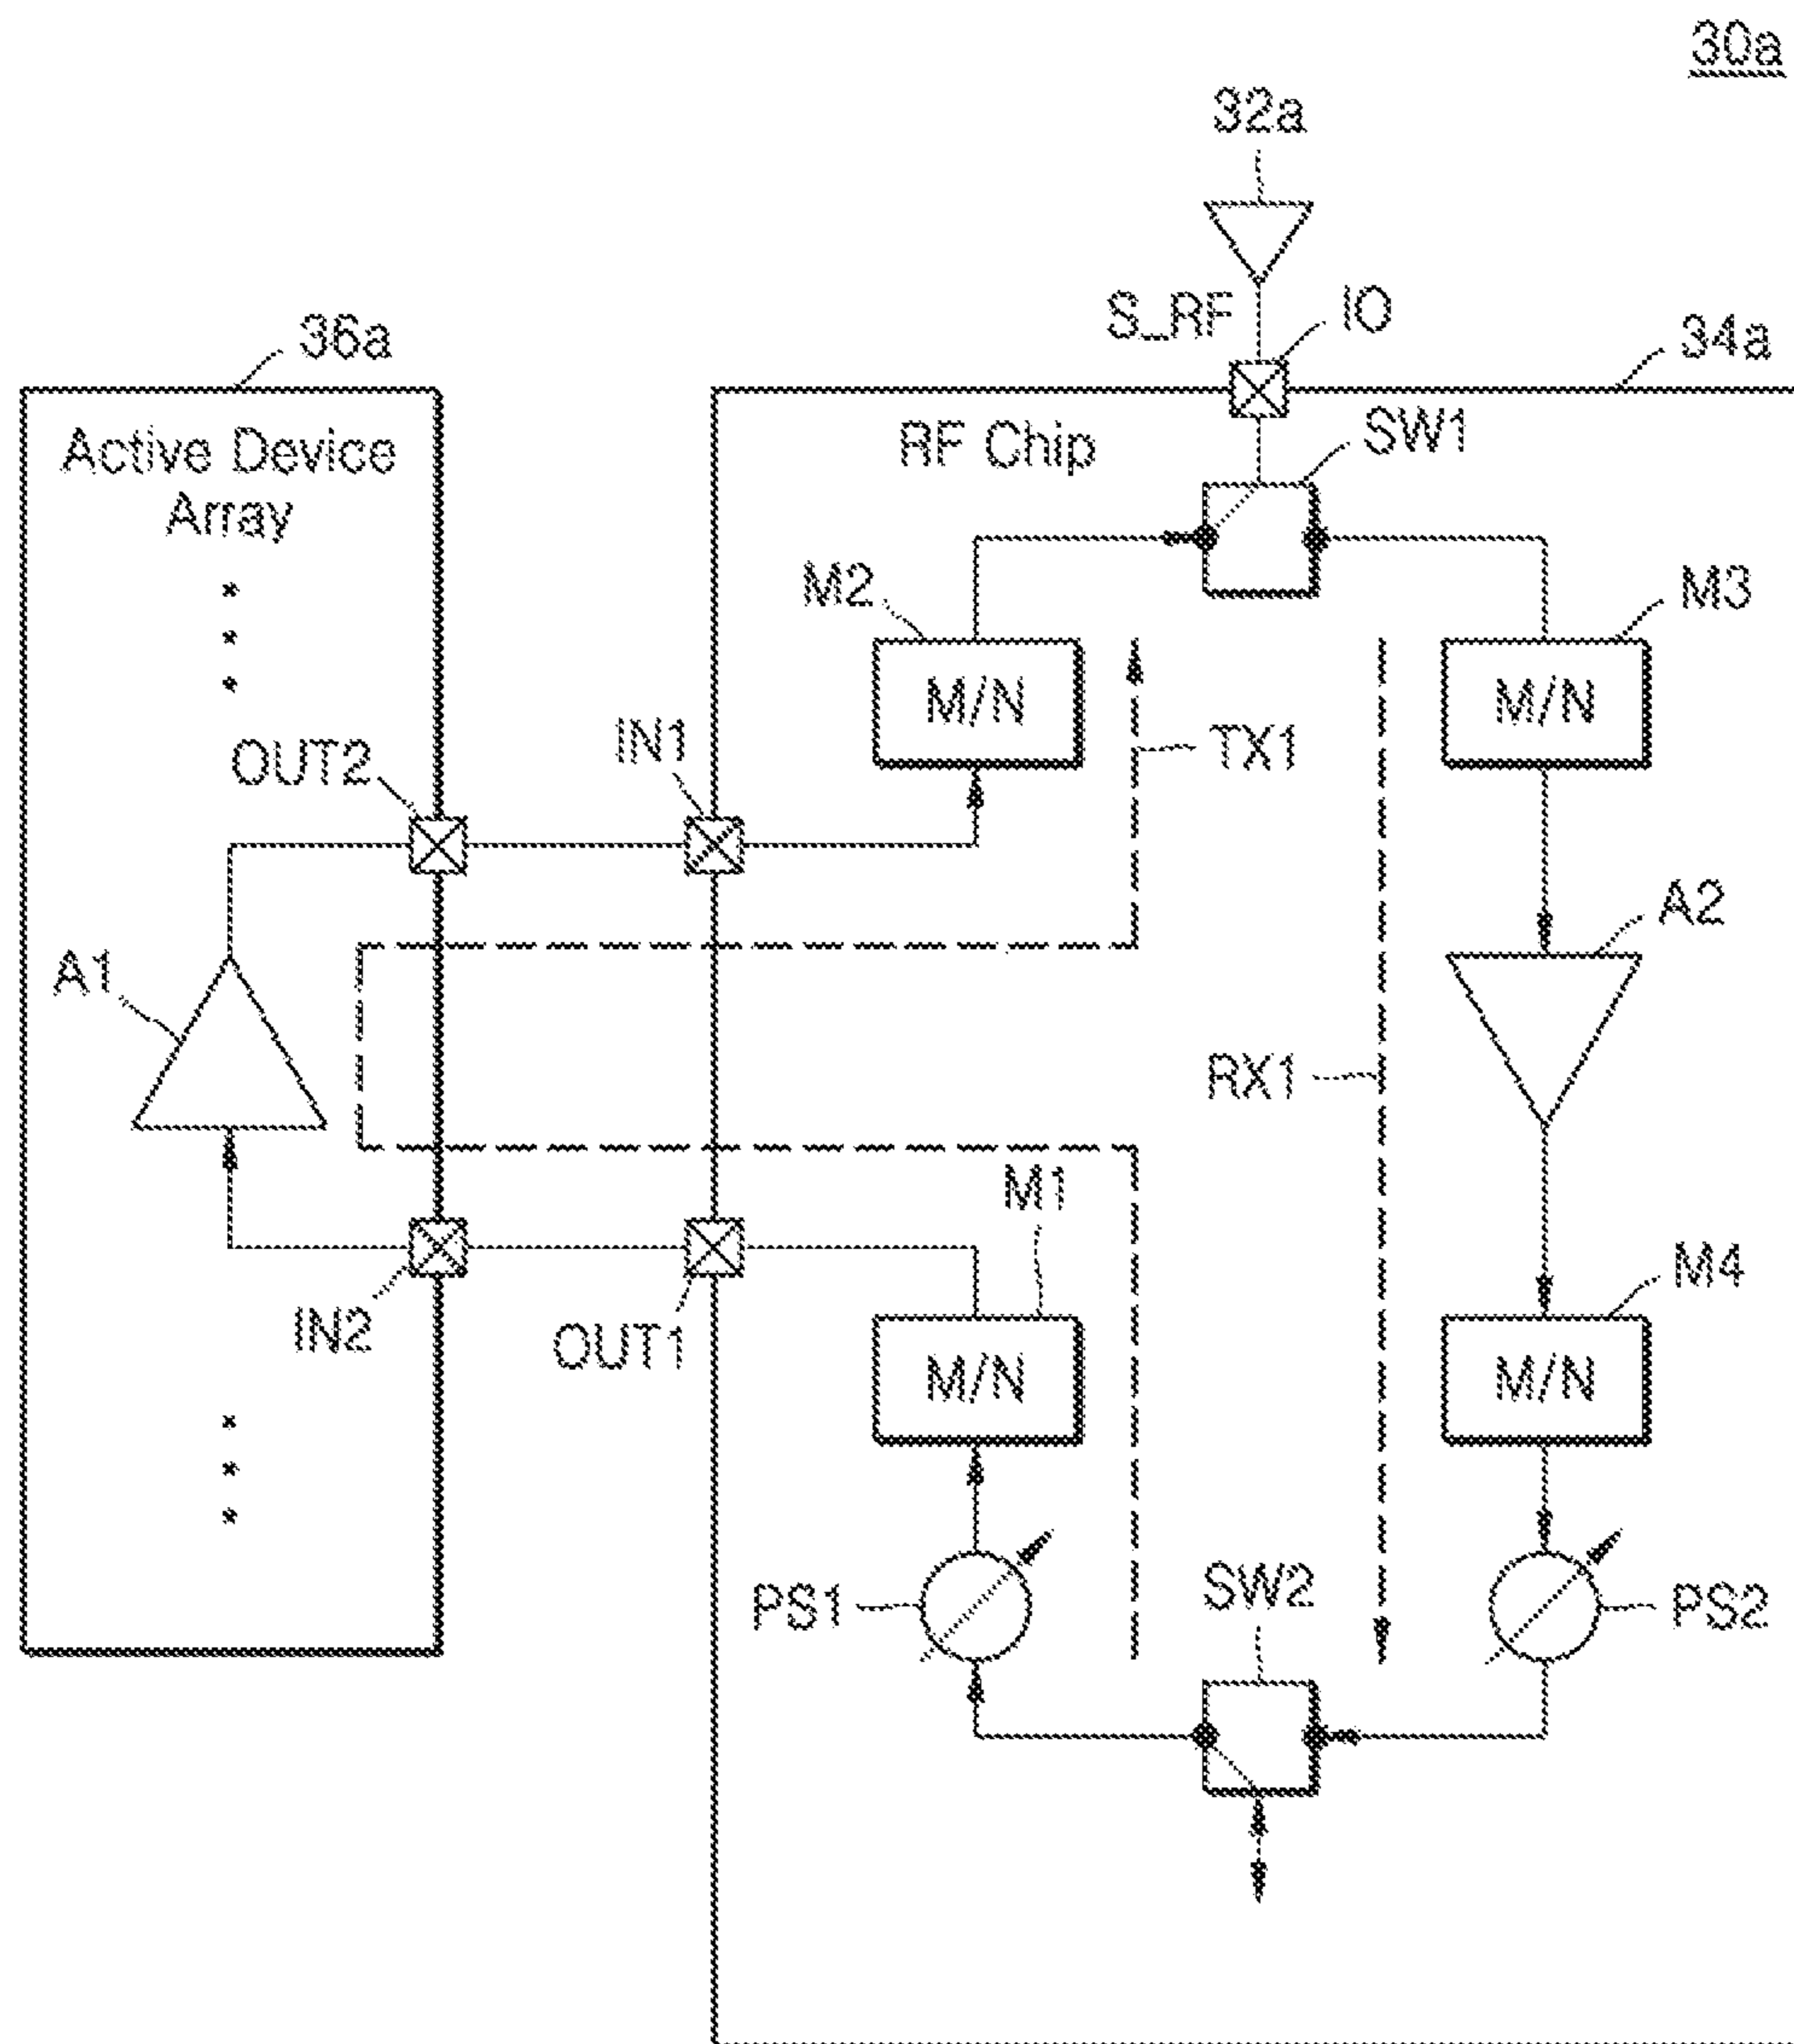 30a
32a
S_RF
IO
36a
34a
Active Device
Array
RF Chip
SW1
M2
M3
M/N
M/N
OUT2
IN1
TX1
A1
A2
RX1
M1
M4
IN2
OUT1
M/N
M/N
PS1
SW2
PS2